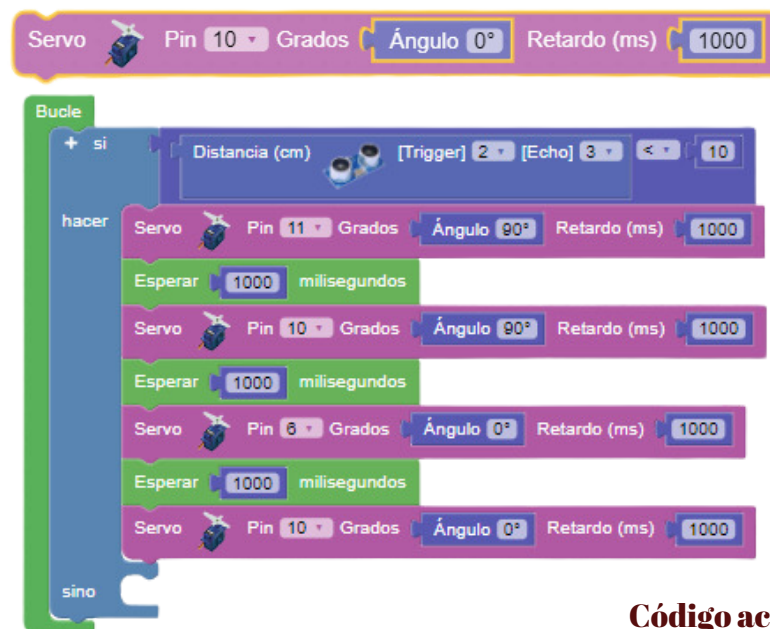 Servo Pin 10 Grados Ángulo 0° Retardo (ms) 1000
Bucle
+ si Distancia (cm) [Trigger] 2 [Echo] 3 < 10
hacer Servo Pin 11 Grados Ángulo 90° Retardo (ms) 1000
Esperar 1000 milisegundos
Servo Pin 10 Grados Ángulo 90° Retardo (ms) 1000
Esperar 1000 milisegundos
Servo Pin 6 Grados Ángulo 0° Retardo (ms) 1000
Esperar 1000 milisegundos
Servo Pin 10 Grados Ángulo 0° Retardo (ms) 1000
sino
Código ac